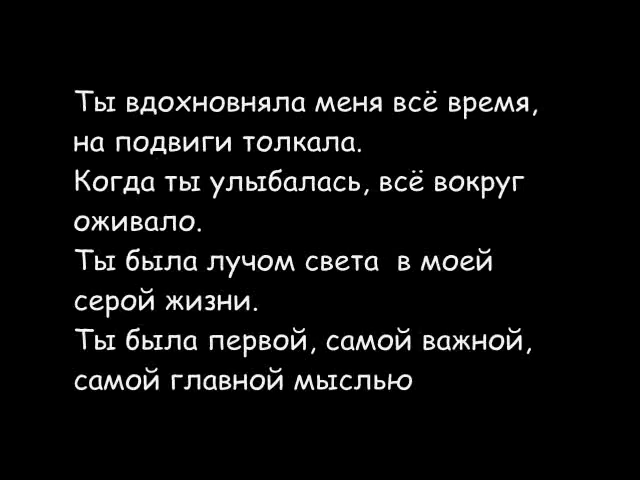 Ты вдохновняла меня всё время,
на подвиги толкала.
Когда ты улыбалась, всё вокруг
оживало.
Ты была лучом света  в моей
серой жизни.
Ты была первой, самой важной,
самой главной мыслью